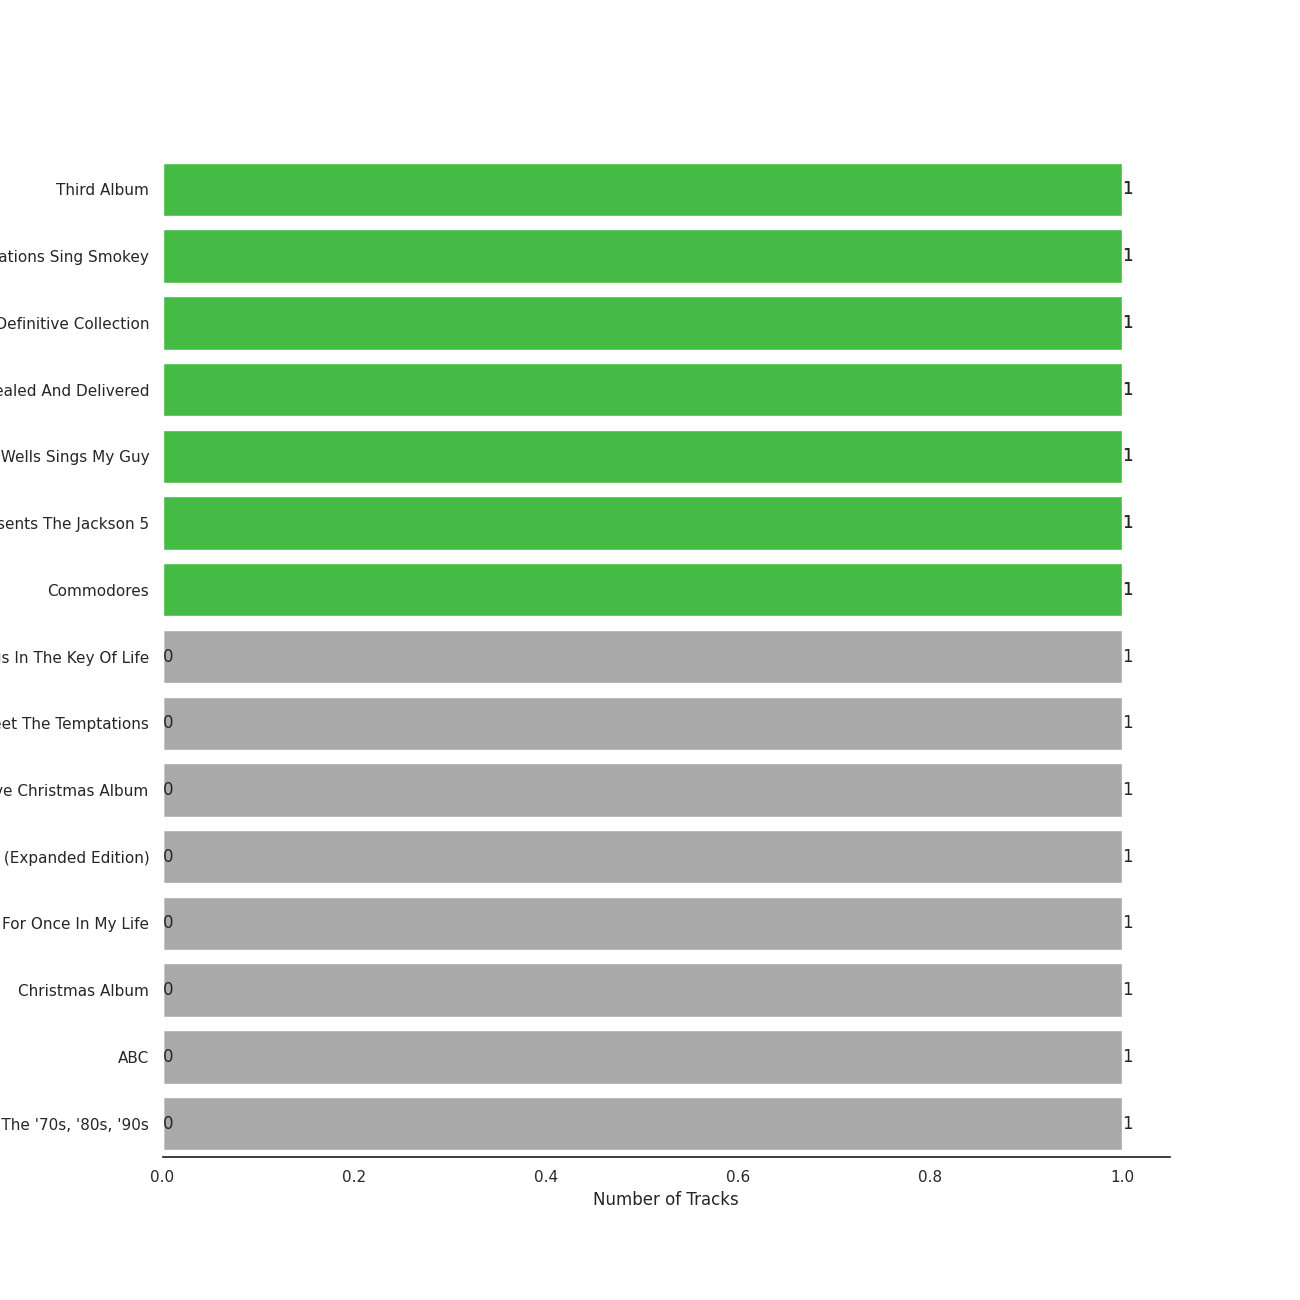 Third Album 1
ations Sing Smokey 1
Definitive Collection 1
ealed And Delivered 1
Wells Sings My Guy 1
sents The Jackson 5 1
Commodores 1
s In The Key Of Life 0 1
et The Temptations 0 1
ve Christmas Album 0 1
(Expanded Edition) 0 1
For Once In My Life 0 1
Christmas Album 0 1
ABC 0 1
The '70s, '80s, '90s 0 1
0.0 0.2 0.4 0.6 0.8 1.0
Number of Tracks